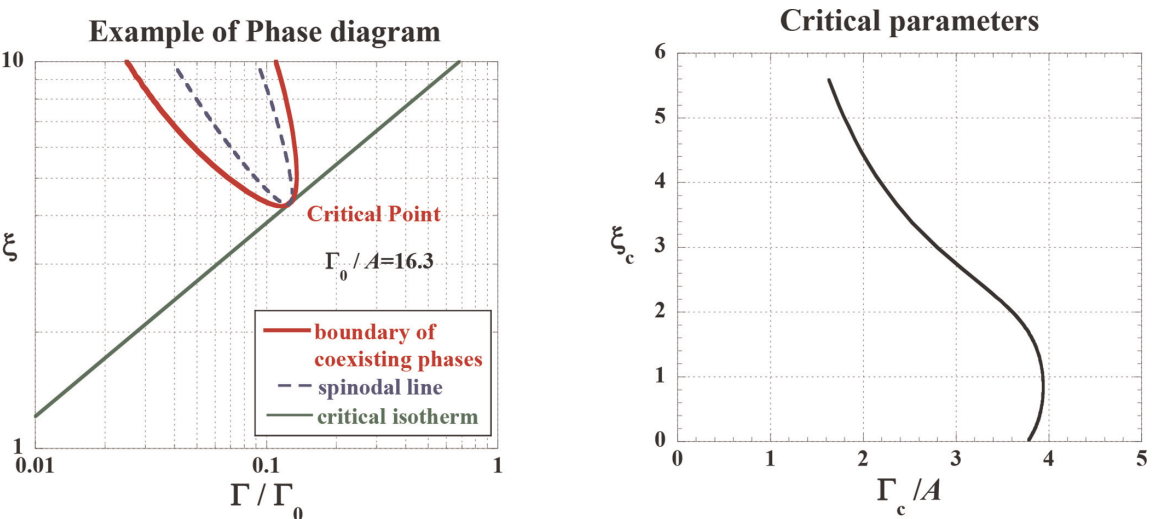 Example of Phase diagram
10
ξ
1
Critical Point
Γ₀ / A=16.3
boundary of
coexisting phases
spinodal line
critical isotherm
0.01 0.1 1
Γ / Γ₀
Critical parameters
6
5
4
ξc
3
2
1
0
0 1 2 3 4 5
Γc /A